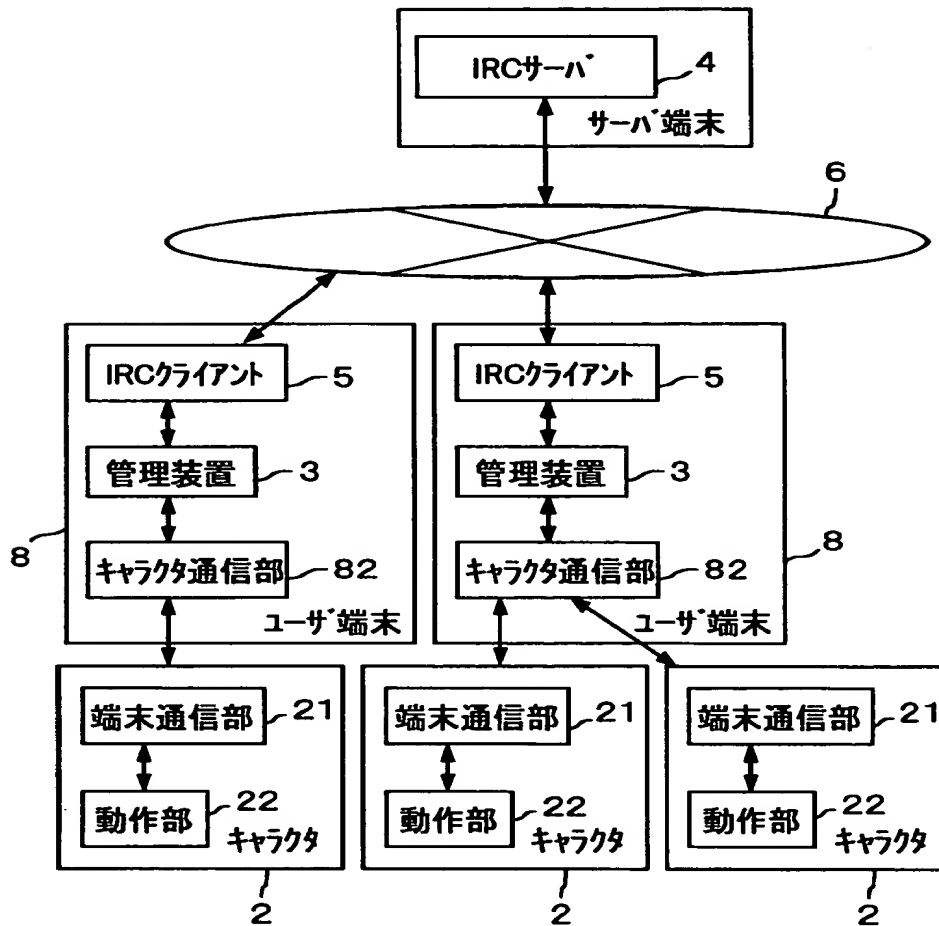 IRCサーバ
4
サーバ端末
6
IRCクライアント
5
IRCクライアント
5
管理装置
3
管理装置
3
8
キャラクタ通信部
82
キャラクタ通信部
82
8
ユーザ端末
ユーザ端末
端末通信部
21
端末通信部
21
端末通信部
21
動作部
22
キャラクタ
動作部
22
キャラクタ
動作部
22
キャラクタ
2
2
2